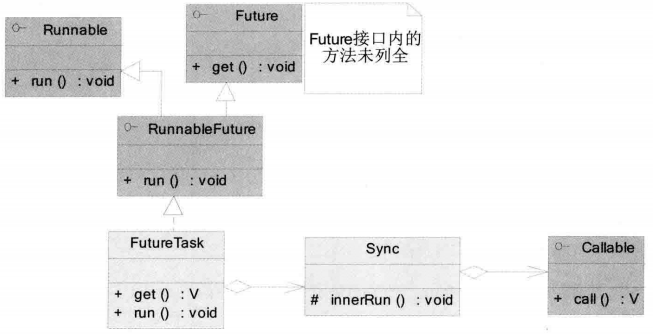 Runnable
+ run () : void
Future
+ get () : void
Future接口内的
方法未列全
RunnableFuture
+ run () : void
FutureTask
+ get () : V
+ run () : void
Sync
# innerRun () : void
Callable
+ call () : V